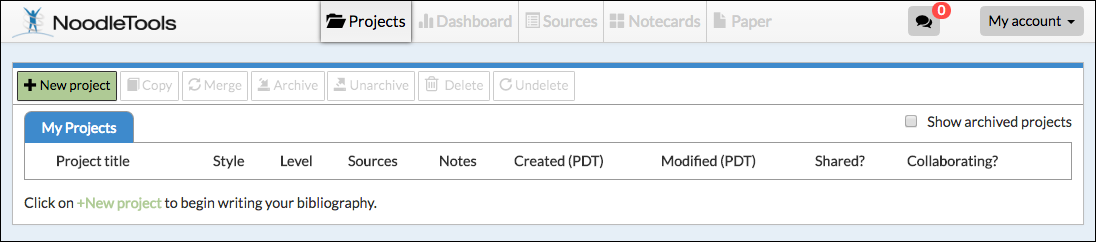 NoodleTools Projects Dashboard Sources Notecards Paper 0 My account
+ New project Copy Merge Archive Unarchive Delete Undelete
My Projects Show archived projects
Project title Style Level Sources Notes Created (PDT) Modified (PDT) Shared? Collaborating?
Click on +New project to begin writing your bibliography.